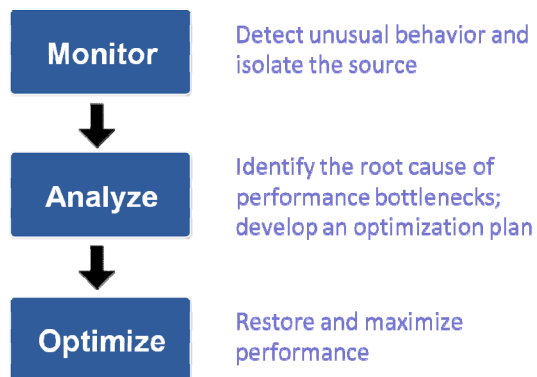 Monitor
Detect unusual behavior and
isolate the source
Analyze
Identify the root cause of
performance bottlenecks;
develop an optimization plan
Optimize
Restore and maximize
performance